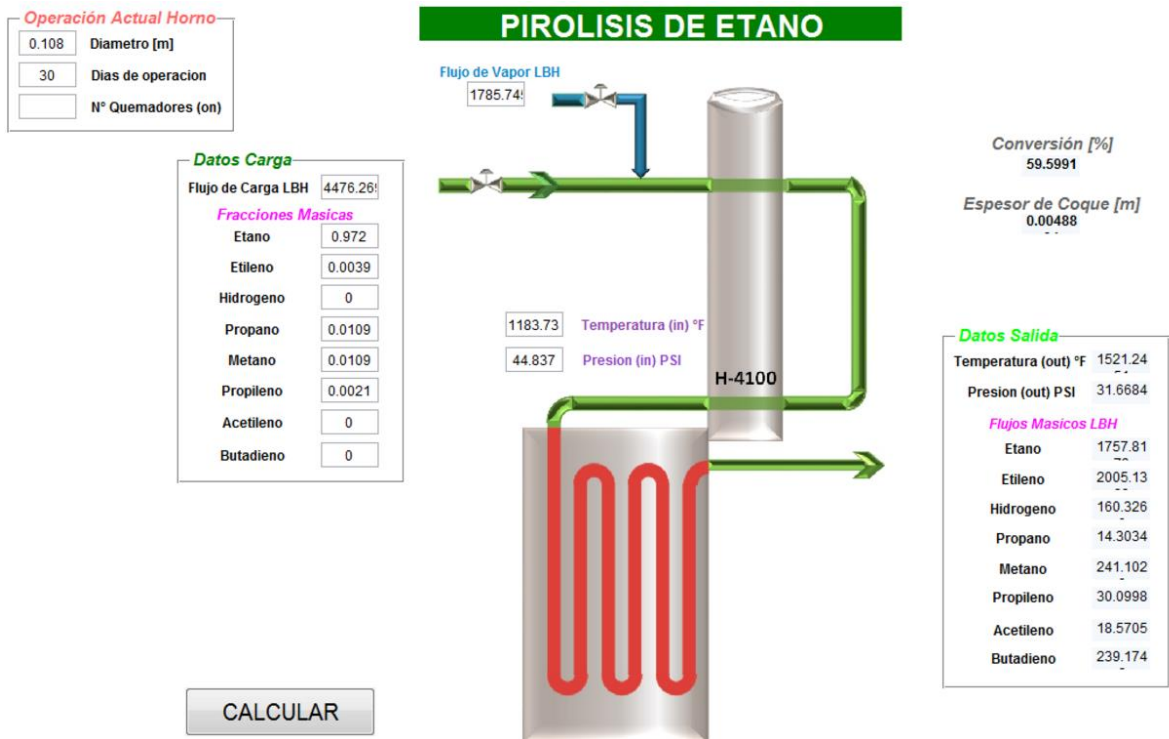 Operación Actual Horno
0.108 Diametro [m]
30 Dias de operacion
N° Quemadores (on)
PIROLISIS DE ETANO
Flujo de Vapor LBH
1785.74
Datos Carga
Flujo de Carga LBH 4476.26
Fracciones Masicas
Etano 0.972
Etileno 0.0039
Hidrogeno 0
Propano 0.0109
Metano 0.0109
Propileno 0.0021
Acetileno 0
Butadieno 0
1183.73 Temperatura (in) °F
44.837 Presion (in) PSI
H-4100
Conversión [%]
59.5991
Espesor de Coque [m]
0.00488
Datos Salida
Temperatura (out) °F 1521.24
Presion (out) PSI 31.6684
Flujos Masicos LBH
Etano 1757.81
Etileno 2005.13
Hidrogeno 160.326
Propano 14.3034
Metano 241.102
Propileno 30.0998
Acetileno 18.5705
Butadieno 239.174
CALCULAR